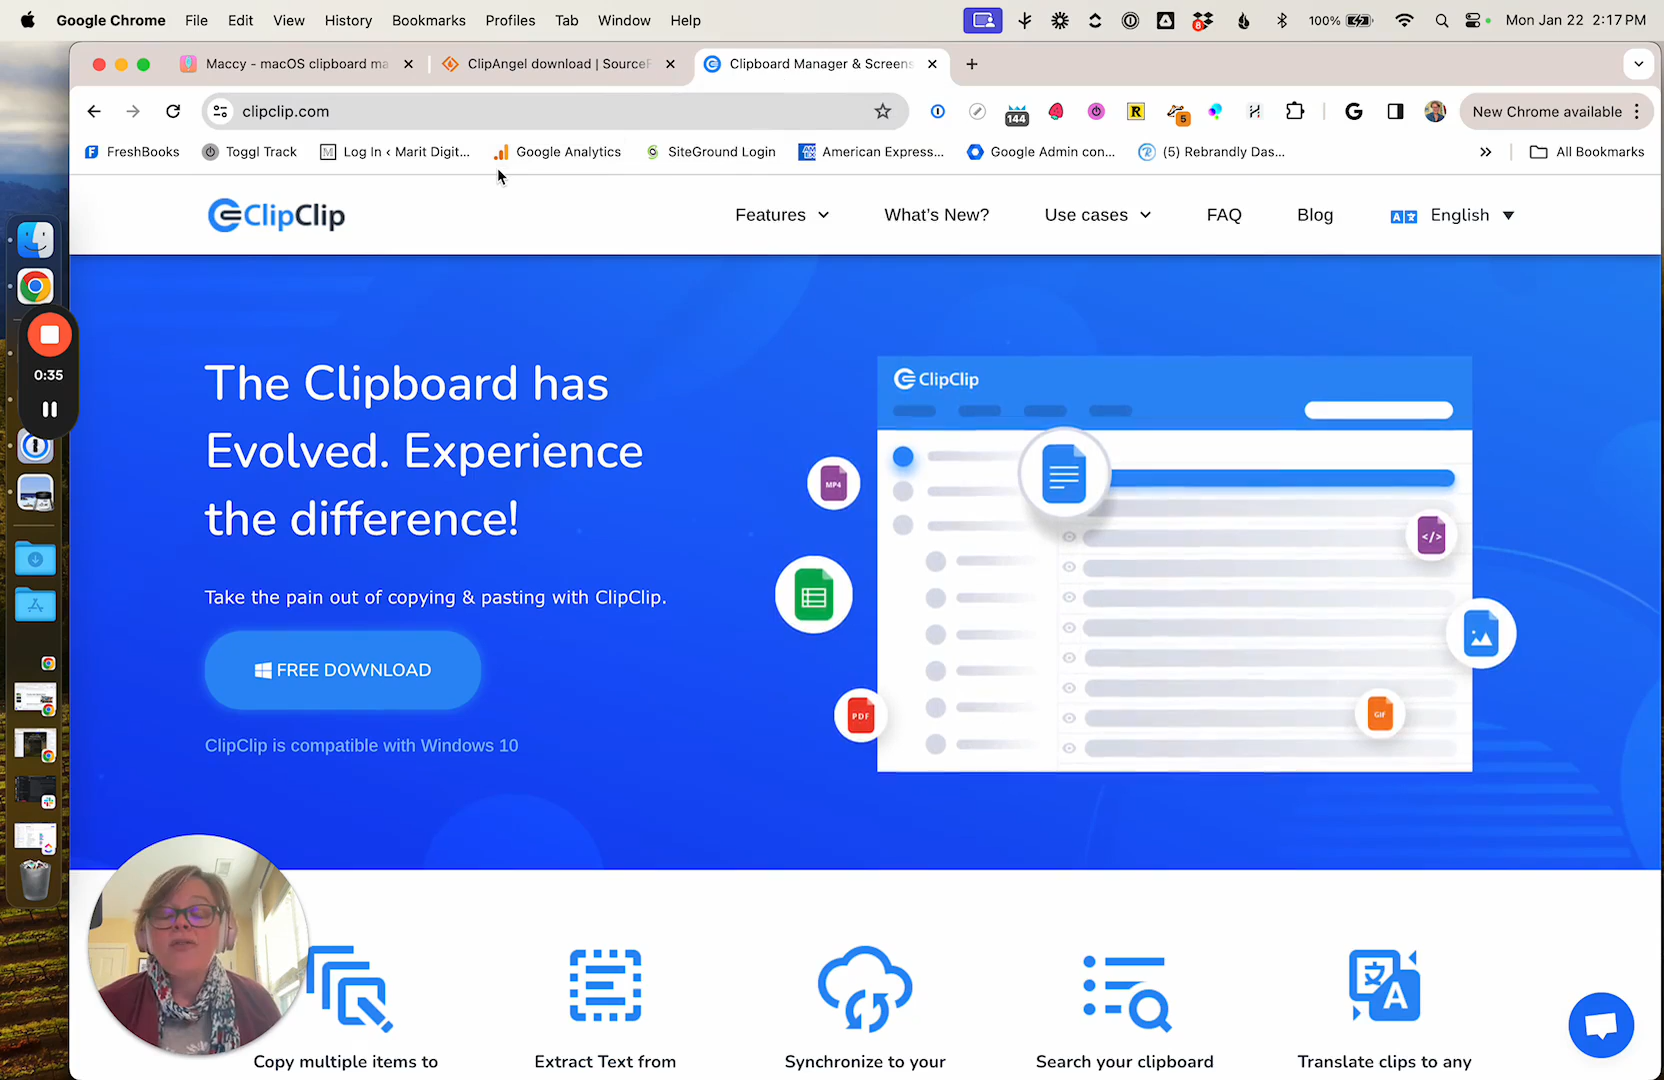 Google Chrome File Edit View History Bookmarks Profiles Tab Window Help
8 100% Mon Jan 22 2:17 PM
Maccy - macOS clipboard ma
ClipAngel download | SourceF
Clipboard Manager & Screens
clipclip.com
144 R 5 G New Chrome available
FreshBooks Toggl Track Log In ‹ Marit Digit... Google Analytics SiteGround Login American Express... Google Admin con... (5) Rebrandly Das... » All Bookmarks
ClipClip
Features What's New? Use cases FAQ Blog English
0:35
The Clipboard has
Evolved. Experience
the difference!
Take the pain out of copying & pasting with ClipClip.
FREE DOWNLOAD
ClipClip is compatible with Windows 10
ClipClip
MP4
</>
PDF
GIF
Copy multiple items to
Extract Text from
Synchronize to your
Search your clipboard
Translate clips to any